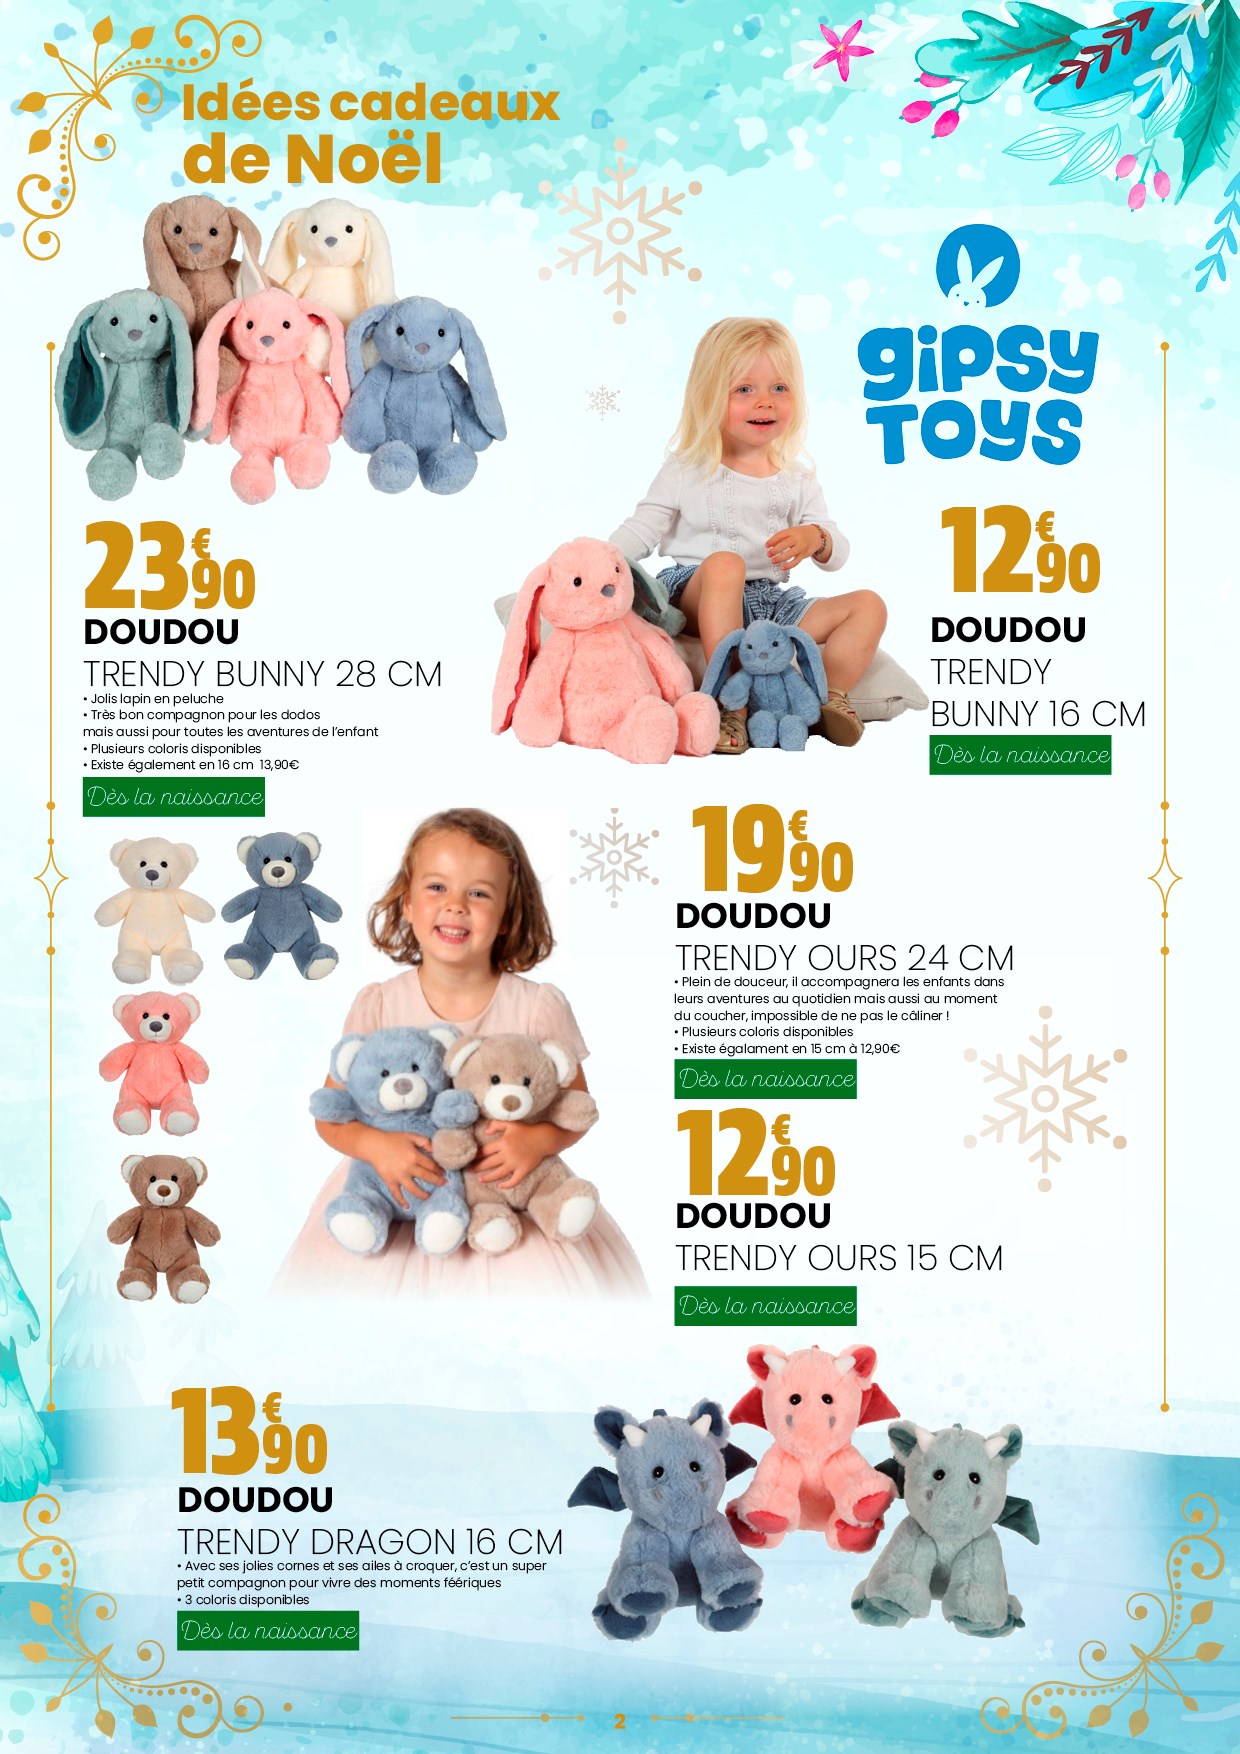 Idées cadeaux
de Noël
gipsy
TOYS
23€90
DOUDOU
TRENDY BUNNY 28 CM
• Jolis lapin en peluche
• Très bon compagnon pour les dodos
mais aussi pour toutes les aventures de l'enfant
• Plusieurs coloris disponibles
• Existe également en 16 cm 13,90€
Dès la naissance
12€90
DOUDOU
TRENDY
BUNNY 16 CM
Dès la naissance
19€90
DOUDOU
TRENDY OURS 24 CM
• Plein de douceur, il accompagnera les enfants dans
leurs aventures au quotidien mais aussi au moment
du coucher, impossible de ne pas le câliner !
• Plusieurs coloris disponibles
• Existe égalament en 15 cm à 12,90€
Dès la naissance
12€90
DOUDOU
TRENDY OURS 15 CM
Dès la naissance
13€90
DOUDOU
TRENDY DRAGON 16 CM
• Avec ses jolies cornes et ses ailes à croquer, c'est un super
petit compagnon pour vivre des moments féériques
• 3 coloris disponibles
Dès la naissance
2